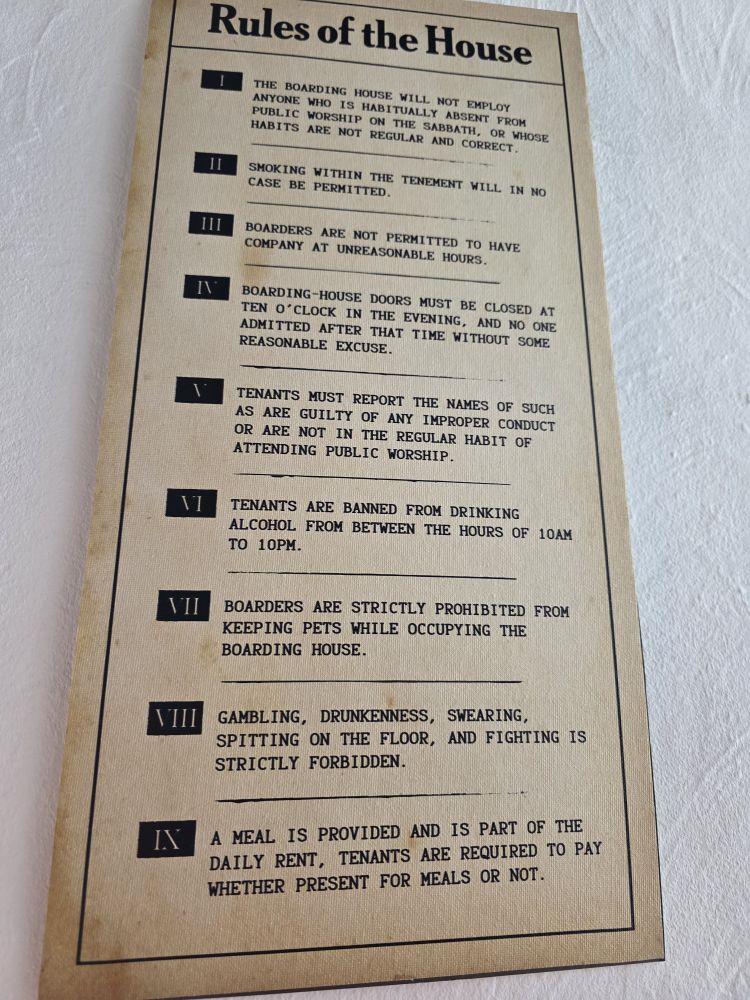 Rules of the House
I
THE BOARDING HOUSE WILL NOT EMPLOY
ANYONE WHO IS HABITUALLY ABSENT FROM
PUBLIC WORSHIP ON THE SABBATH, OR WHOSE
HABITS ARE NOT REGULAR AND CORRECT.
II
SMOKING WITHIN THE TENEMENT WILL IN NO
CASE BE PERMITTED.
III
BOARDERS ARE NOT PERMITTED TO HAVE
COMPANY AT UNREASONABLE HOURS.
IV
BOARDING-HOUSE DOORS MUST BE CLOSED AT
TEN O'CLOCK IN THE EVENING, AND NO ONE
ADMITTED AFTER THAT TIME WITHOUT SOME
REASONABLE EXCUSE.
V
TENANTS MUST REPORT THE NAMES OF SUCH
AS ARE GUILTY OF ANY IMPROPER CONDUCT
OR ARE NOT IN THE REGULAR HABIT OF
ATTENDING PUBLIC WORSHIP.
VI
TENANTS ARE BANNED FROM DRINKING
ALCOHOL FROM BETWEEN THE HOURS OF 10AM
TO 10PM.
VII
BOARDERS ARE STRICTLY PROHIBITED FROM
KEEPING PETS WHILE OCCUPYING THE
BOARDING HOUSE.
VIII
GAMBLING, DRUNKENNESS, SWEARING,
SPITTING ON THE FLOOR, AND FIGHTING IS
STRICTLY FORBIDDEN.
IX
A MEAL IS PROVIDED AND IS PART OF THE
DAILY RENT, TENANTS ARE REQUIRED TO PAY
WHETHER PRESENT FOR MEALS OR NOT.